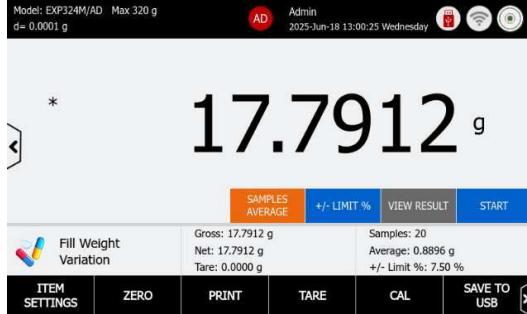 Model: EXP324M/AD Max 320 g
d= 0.0001 g
AD
Admin
2025-Jun-18 13:00:25 Wednesday
*
17.7912 g
SAMPLES
AVERAGE
+/- LIMIT %
VIEW RESULT
START
Fill Weight
Variation
Gross: 17.7912 g
Net: 17.7912 g
Tare: 0.0000 g
Samples: 20
Average: 0.8896 g
+/- Limit %: 7.50 %
ITEM
SETTINGS
ZERO
PRINT
TARE
CAL
SAVE TO
USB